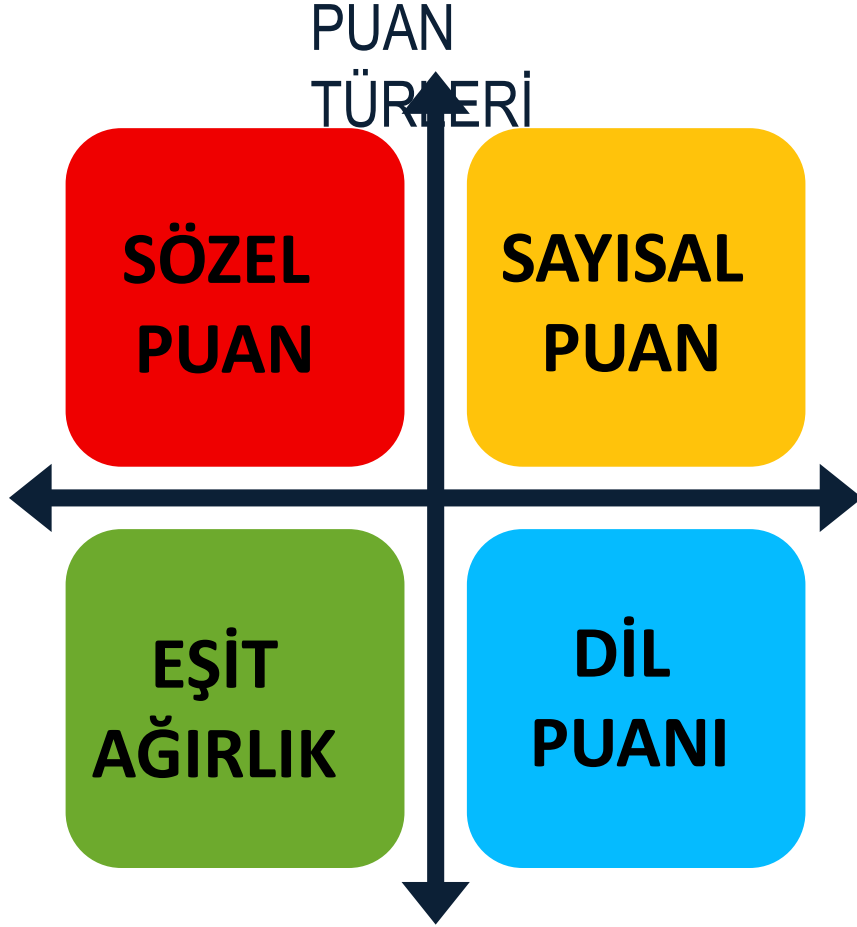 PUAN
TÜRLERİ
SÖZEL
PUAN
SAYISAL
PUAN
EŞİT
AĞIRLIK
DİL
PUANI